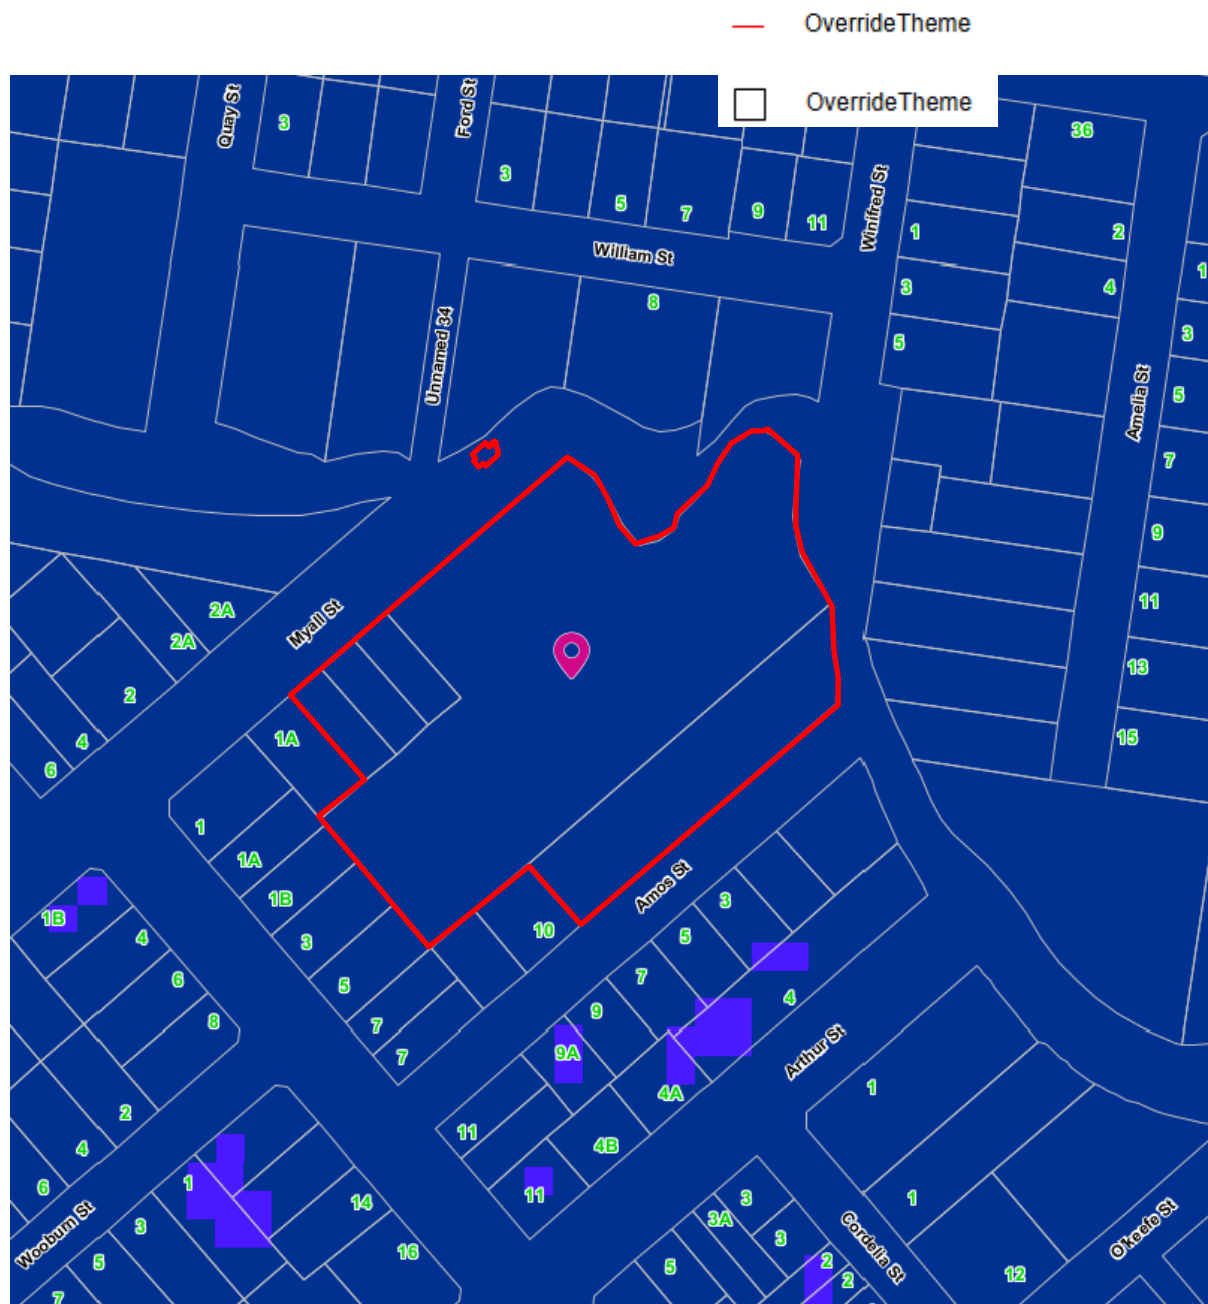 OverrideTheme
OverrideTheme
Quay St
3
Ford St
3
5
7
9
11
36
Winifred St
1
2
William St
3
4
1
8
5
3
Unnamed 34
Amelia St
5
7
9
2A
Myall St
11
2A
13
2
1A
4
15
6
1
1A
Amos St
1B
3
1B
10
4
3
5
6
5
7
4
8
9
7
Arthur St
9A
7
1
4A
2
11
4B
4
6
1
11
3
1
14
3A
Wooburn St
3
3
Cordelia St
O'keefe St
16
5
5
2
12
2
7